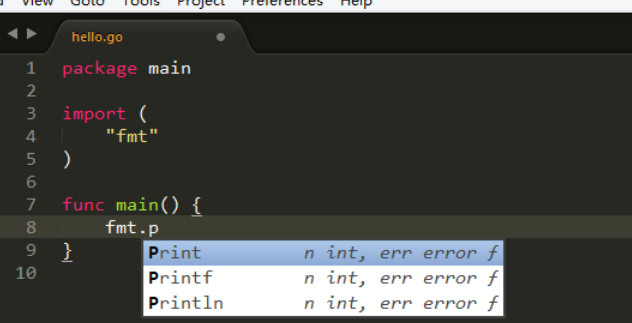 View Goto Tools Project Preferences Help
hello.go
1 package main
2
3 import (
4 "fmt"
5 )
6
7 func main() {
8 fmt.p
9 }
10
Print n int, err error f
Printf n int, err error f
Println n int, err error f